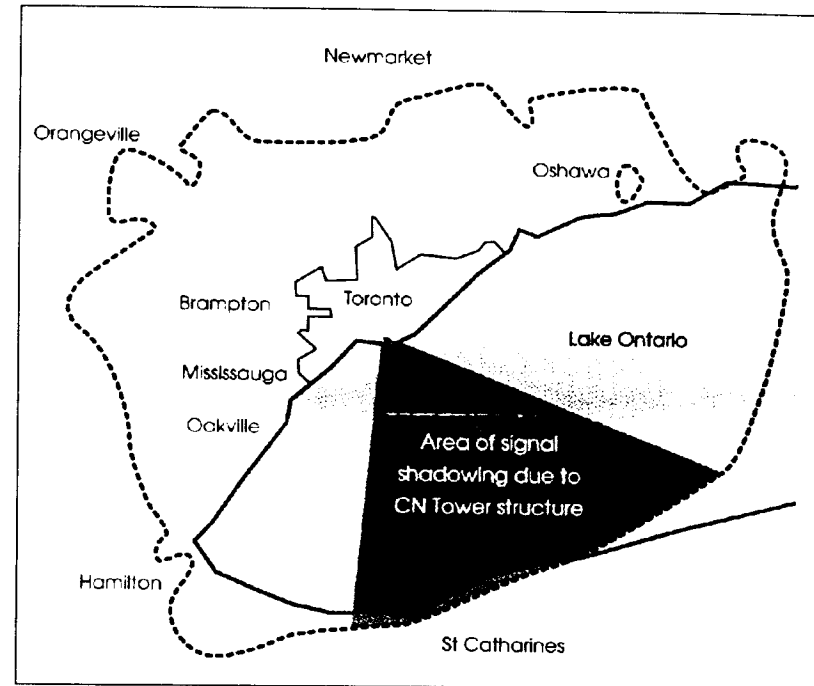 Newmarket
Orangeville
Oshawa
Brampton
Toronto
Lake Ontario
Mississauga
Oakville
Area of signal
shadowing due to
CN Tower structure
Hamilton
St Catharines